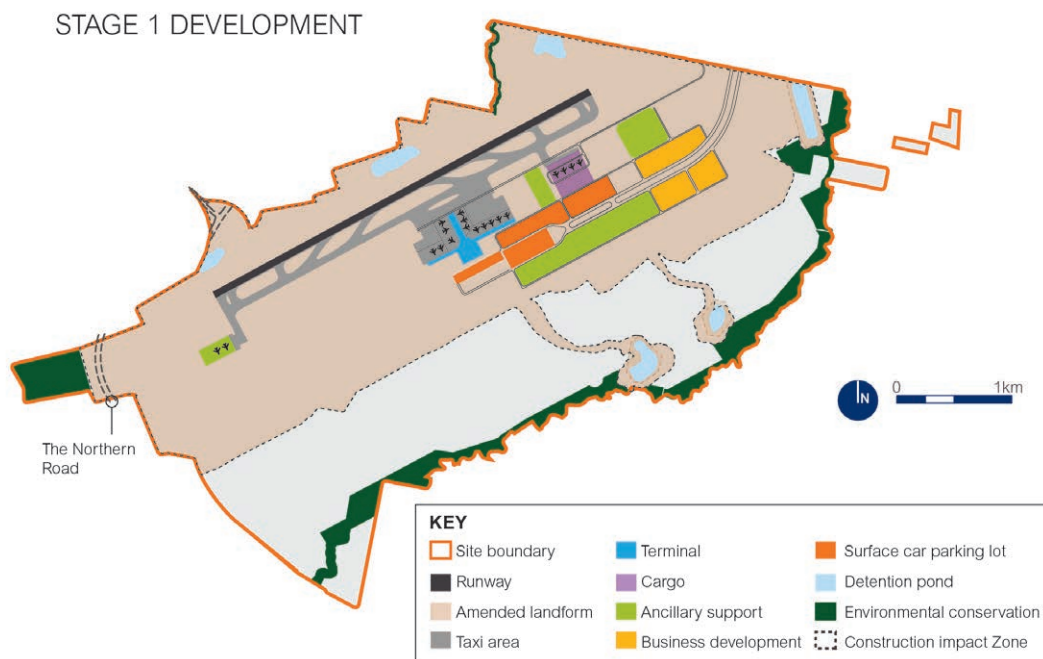 STAGE 1 DEVELOPMENT
The Northern
Road
N
0
1km
KEY
Site boundary
Runway
Amended landform
Taxi area
Terminal
Cargo
Ancillary support
Business development
Surface car parking lot
Detention pond
Environmental conservation
Construction impact Zone